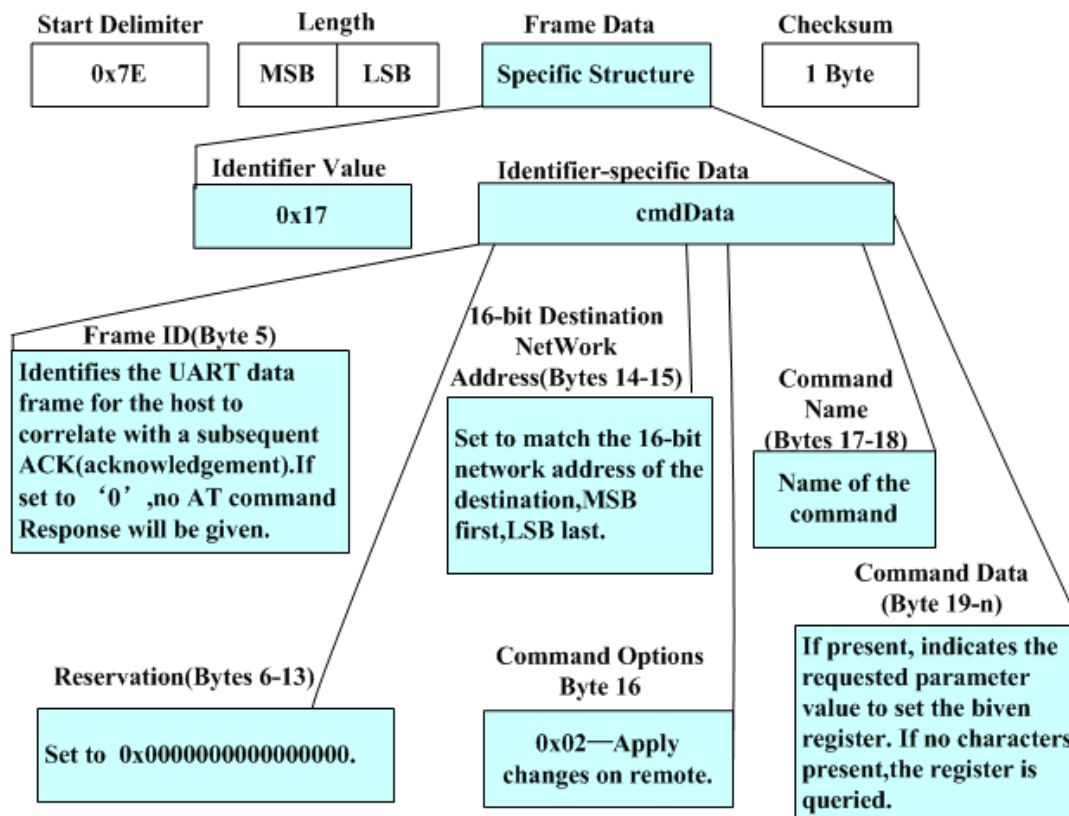 Start Delimiter
Length
Frame Data
Checksum
0x7E
MSB
LSB
Specific Structure
1 Byte
Identifier Value
0x17
Identifier-specific Data
cmdData
Frame ID(Byte 5)
Identifies the UART data
frame for the host to
correlate with a subsequent
ACK(acknowledgement).If
set to ‘0’ ,no AT command
Response will be given.
16-bit Destination
NetWork
Address(Bytes 14-15)
Set to match the 16-bit
network address of the
destination,MSB
first,LSB last.
Command
Name
(Bytes 17-18)
Name of the
command
Reservation(Bytes 6-13)
Set to 0x0000000000000000.
Command Options
Byte 16
0x02—Apply
changes on remote.
Command Data
(Byte 19-n)
If present, indicates the
requested parameter
value to set the biven
register. If no characters
present,the register is
queried.